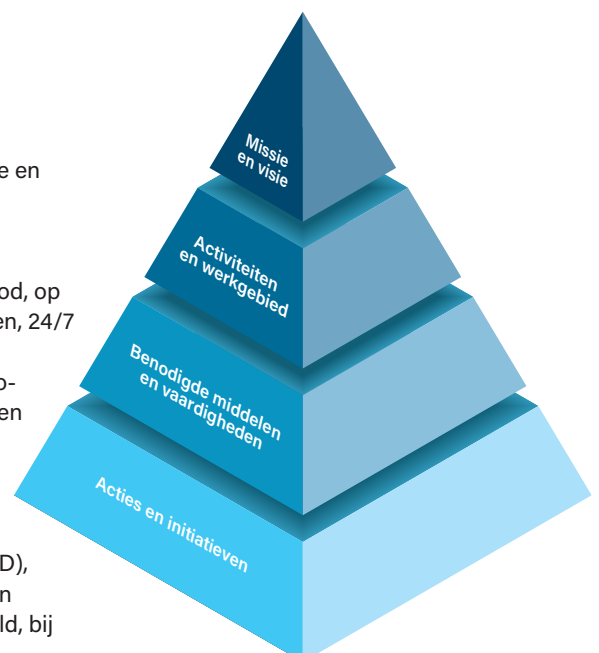 Missie
en visie
e en
Activiteiten
en werkgebied
od, op
en, 24/7
Benodigde middelen
en vaardigheden
o-
en
Acties en initiatieven
D),
n
ld, bij